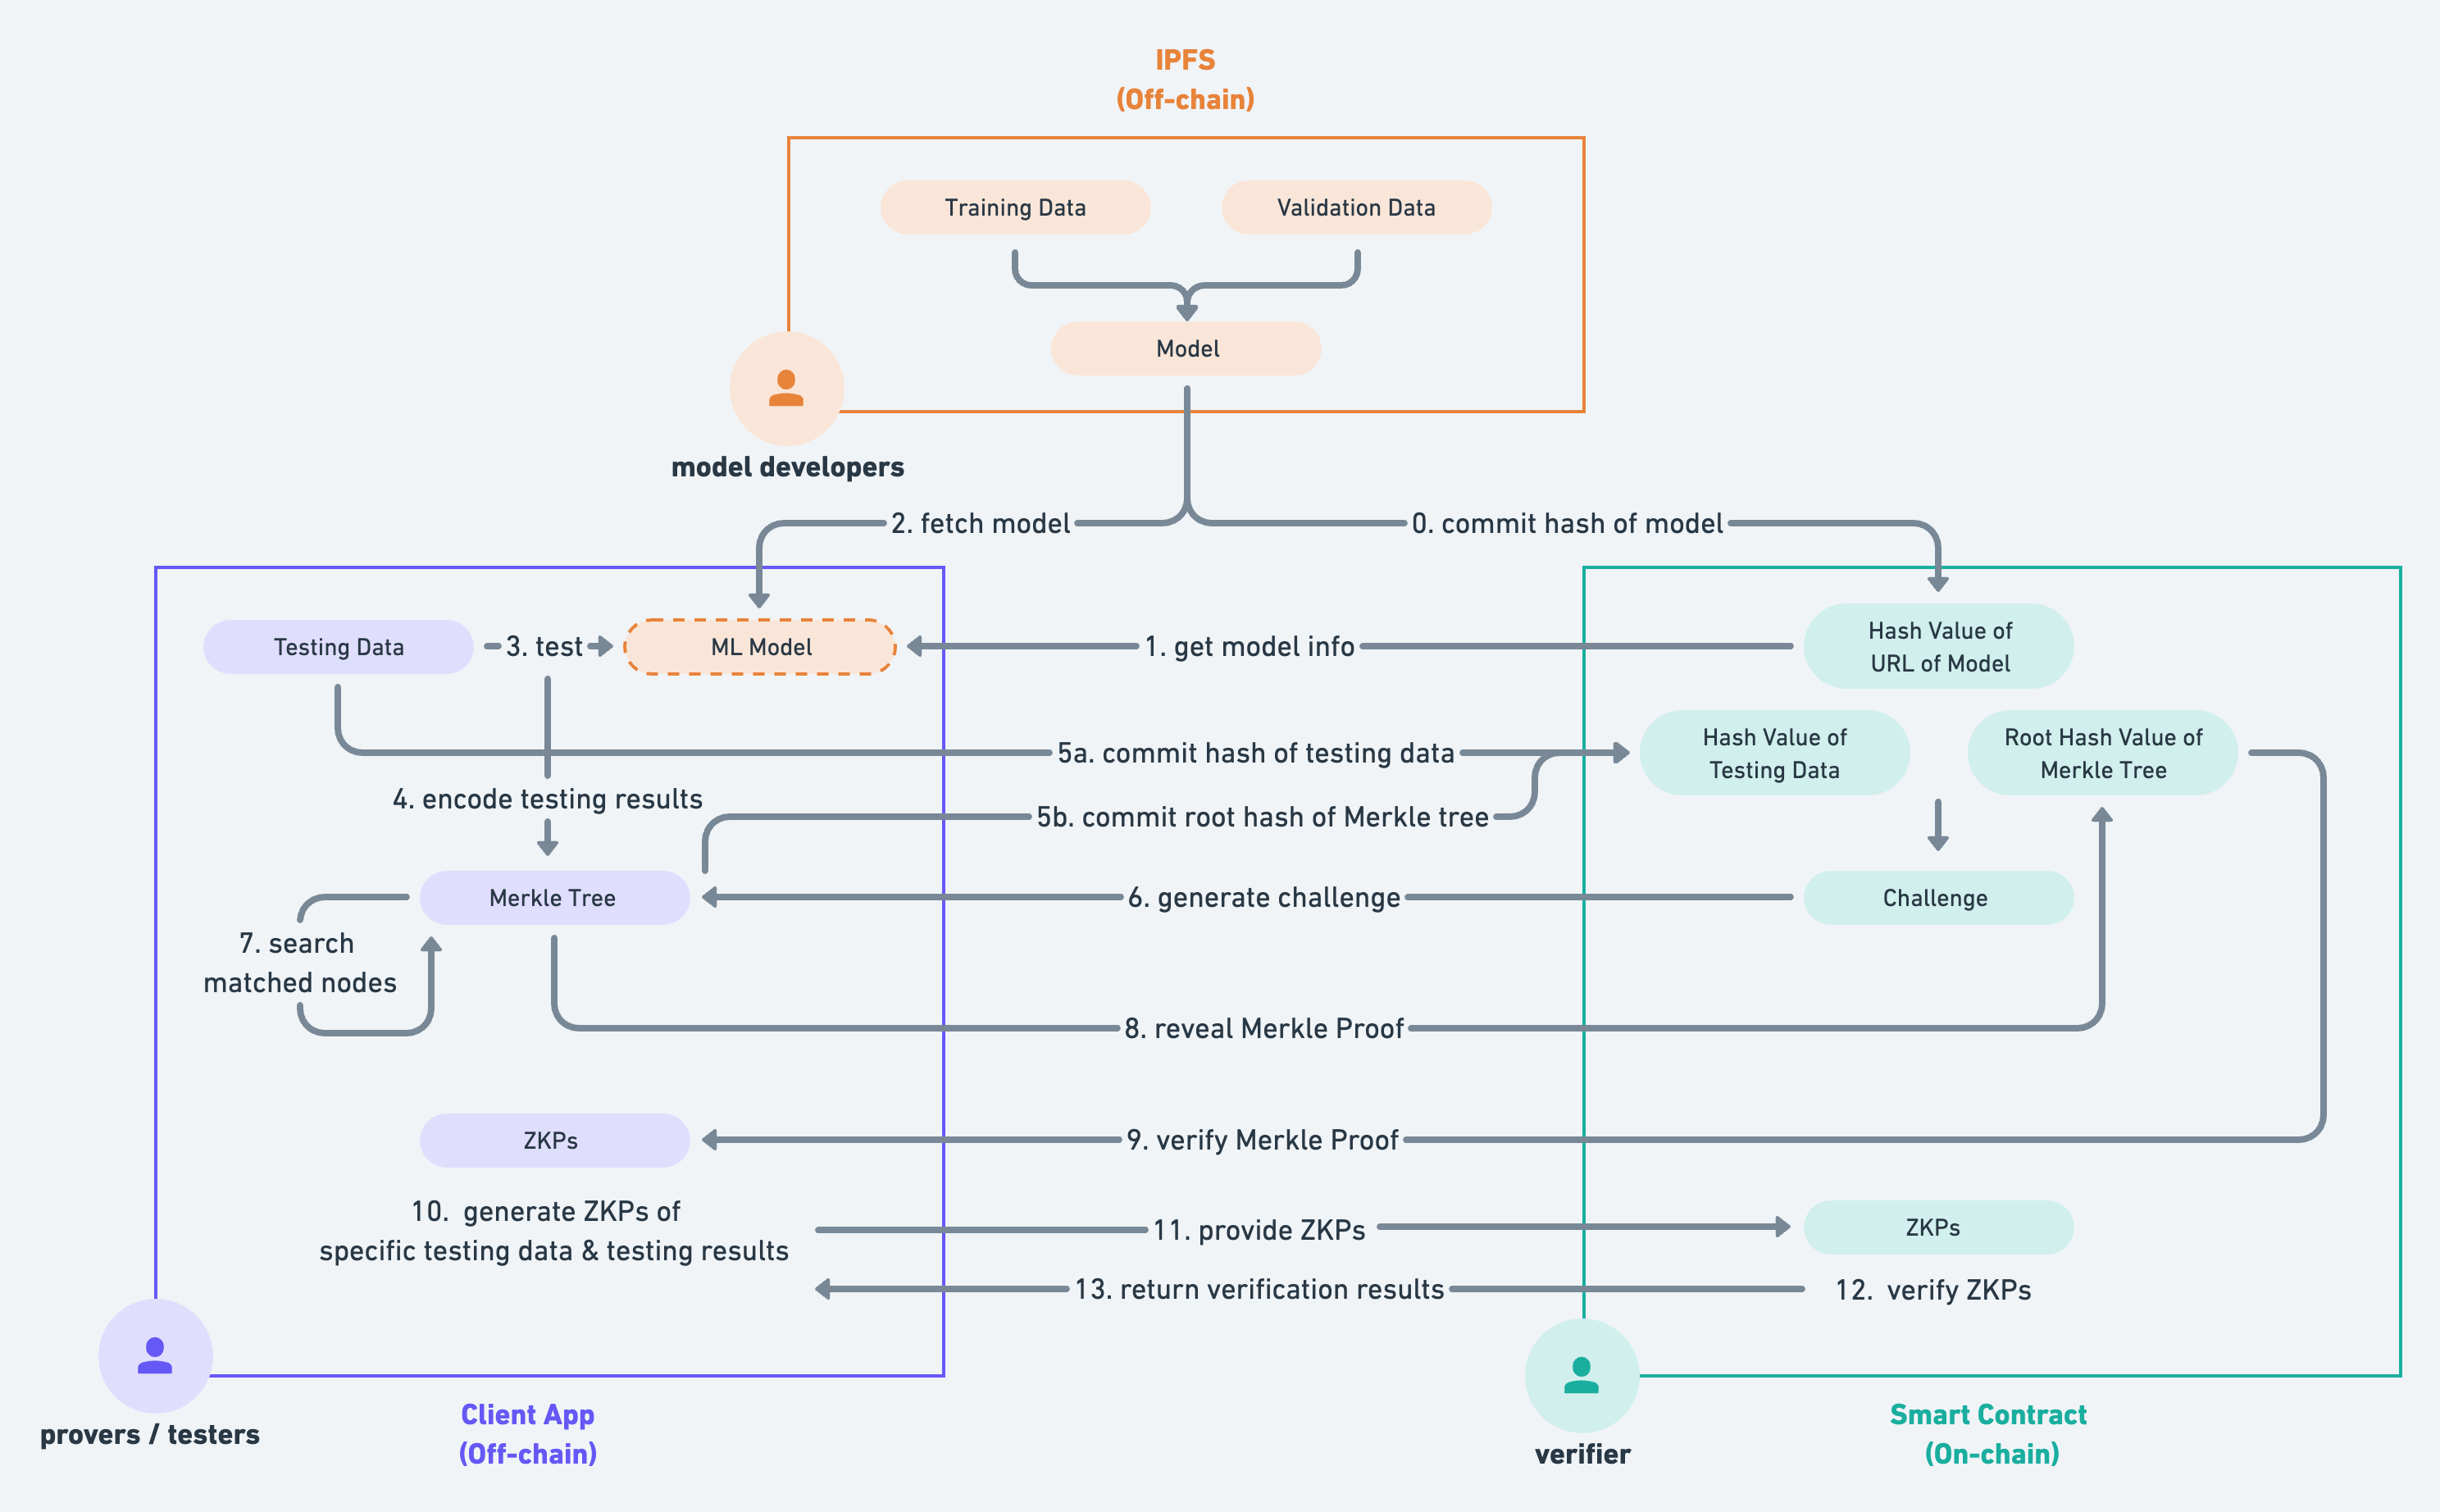 IPFS
(Off-chain)
Training Data
Validation Data
Model
model developers
2. fetch model
0. commit hash of model
Testing Data
3. test
ML Model
1. get model info
Hash Value of
URL of Model
5a. commit hash of testing data
Hash Value of
Testing Data
Root Hash Value of
Merkle Tree
4. encode testing results
5b. commit root hash of Merkle tree
Merkle Tree
6. generate challenge
Challenge
7. search
matched nodes
8. reveal Merkle Proof
ZKPs
9. verify Merkle Proof
10. generate ZKPs of
specific testing data & testing results
11. provide ZKPs
ZKPs
13. return verification results
12. verify ZKPs
provers / testers
Client App
(Off-chain)
verifier
Smart Contract
(On-chain)